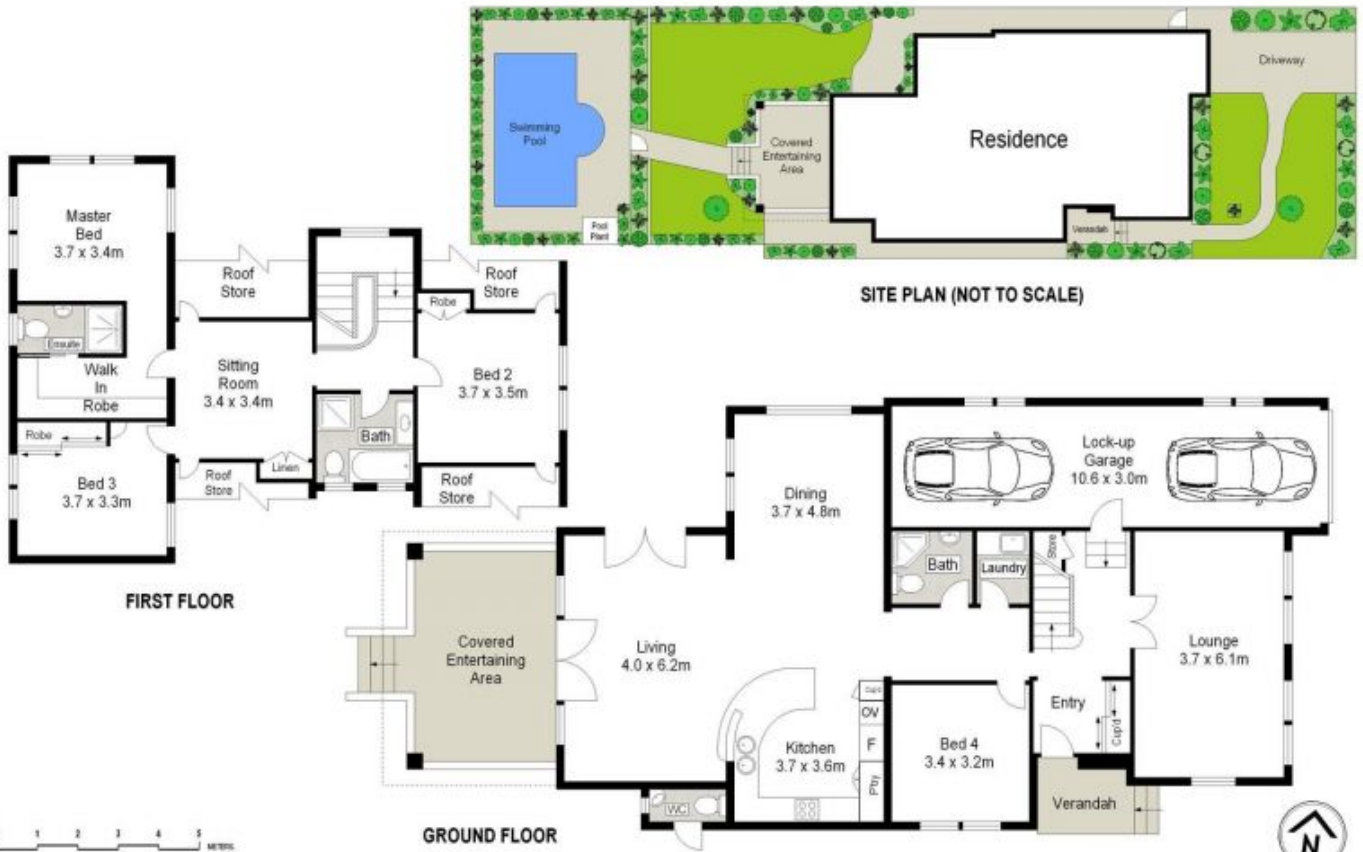 Swimming
Pool
Pool
Plant
Covered
Entertaining
Area
Residence
Verandah
Driveway
SITE PLAN (NOT TO SCALE)
Master
Bed
3.7 x 3.4m
Ensuite
Walk
In
Robe
Robe
Bed 3
3.7 x 3.3m
Roof
Store
Sitting
Room
3.4 x 3.4m
Linen
Roof
Store
Bath
Roof
Store
Robe
Bed 2
3.7 x 3.5m
Roof
Store
FIRST FLOOR
Covered
Entertaining
Area
Living
4.0 x 6.2m
Dining
3.7 x 4.8m
Kitchen
3.7 x 3.6m
Cup'd
OV
F
P'try
WC
Bath
Laundry
Store
Lock-up
Garage
10.6 x 3.0m
Lounge
3.7 x 6.1m
Entry
Cup'd
Bed 4
3.4 x 3.2m
Verandah
GROUND FLOOR
1 2 3 4 5
METERS
N